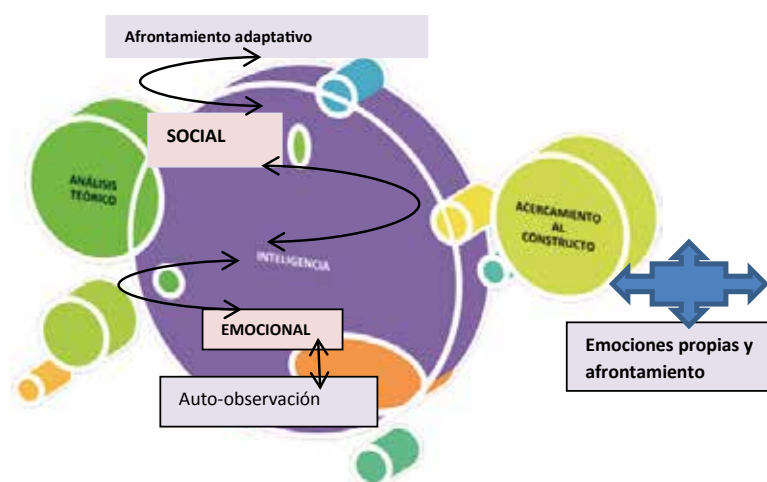 Afrontamiento adaptativo
SOCIAL
ANÁLISIS
TEÓRICO
ACERCAMIENTO
AL
CONSTRUCTO
INTELIGENCIA
EMOCIONAL
Emociones propias y
afrontamiento
Auto-observación